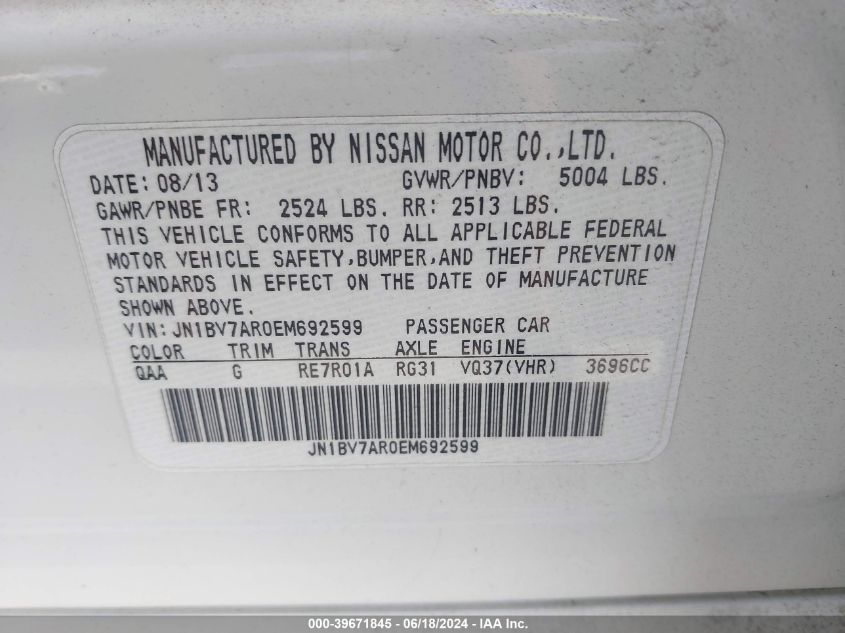 MANUFACTURED BY NISSAN MOTOR CO.,LTD.
DATE: 08/13 GVWR/PNBV: 5004 LBS.
GAWR/PNBE FR: 2524 LBS. RR: 2513 LBS.
THIS VEHICLE CONFORMS TO ALL APPLICABLE FEDERAL
MOTOR VEHICLE SAFETY,BUMPER,AND THEFT PREVENTION
STANDARDS IN EFFECT ON THE DATE OF MANUFACTURE
SHOWN ABOVE.
VIN:JN1BV7AR0EM692599 PASSENGER CAR
COLOR TRIM TRANS AXLE ENGINE
QAA G RE7R01A RG31 VQ37(VHR) 3696CC
JN1BV7AR0EM692599
000-39671845 / 06/18/2024 - IAA Inc.